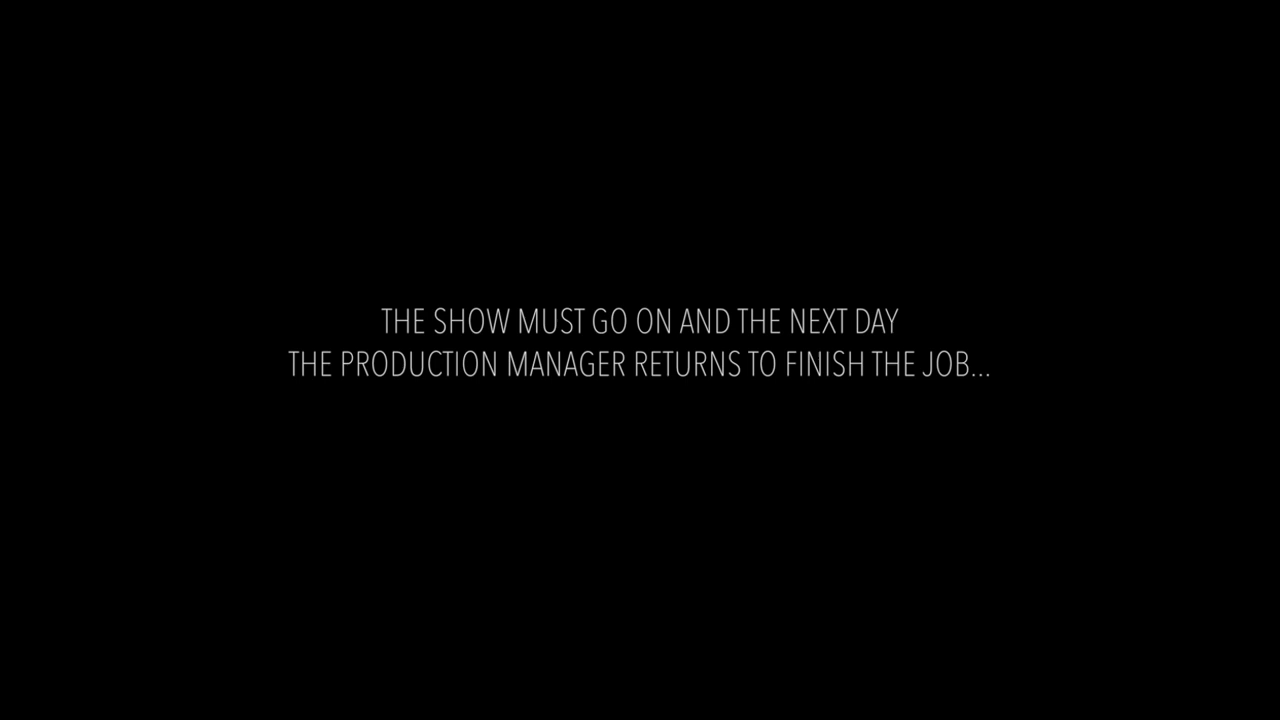 THE SHOW MUST GO ON AND THE NEXT DAY
THE PRODUCTION MANAGER RETURNS TO FINISH THE JOB...